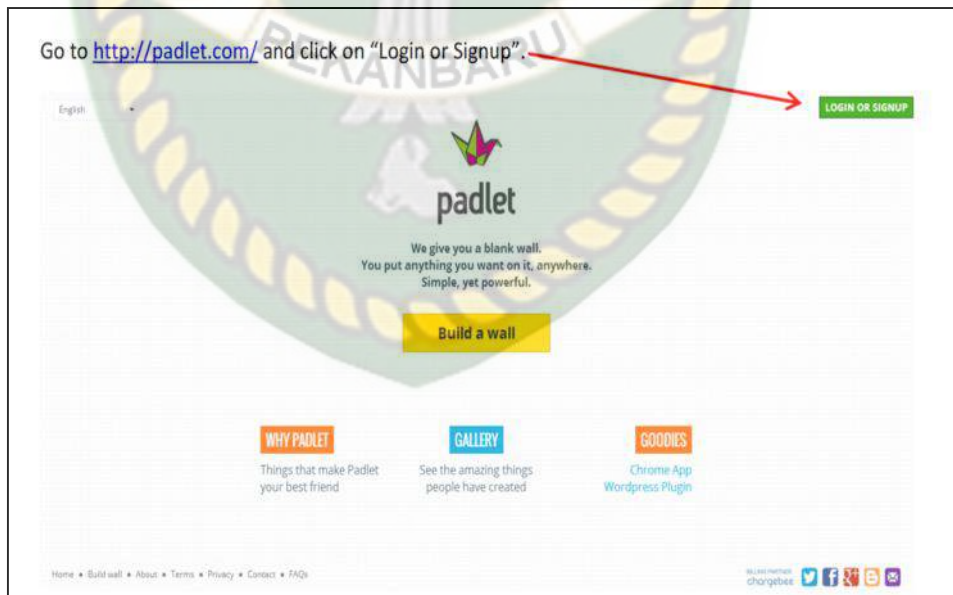 Go to http://padlet.com/ and click on “Login or Signup”.
PEKANBARU
English
LOGIN OR SIGNUP
padlet
We give you a blank wall.
You put anything you want on it, anywhere.
Simple, yet powerful.
Build a wall
WHY PADLET
Things that make Padlet
your best friend
GALLERY
See the amazing things
people have created
GOODIES
Chrome App
Wordpress Plugin
Home • Build wall • About • Terms • Privacy • Contact • FAQs
BILLING PARTNER
chargebee